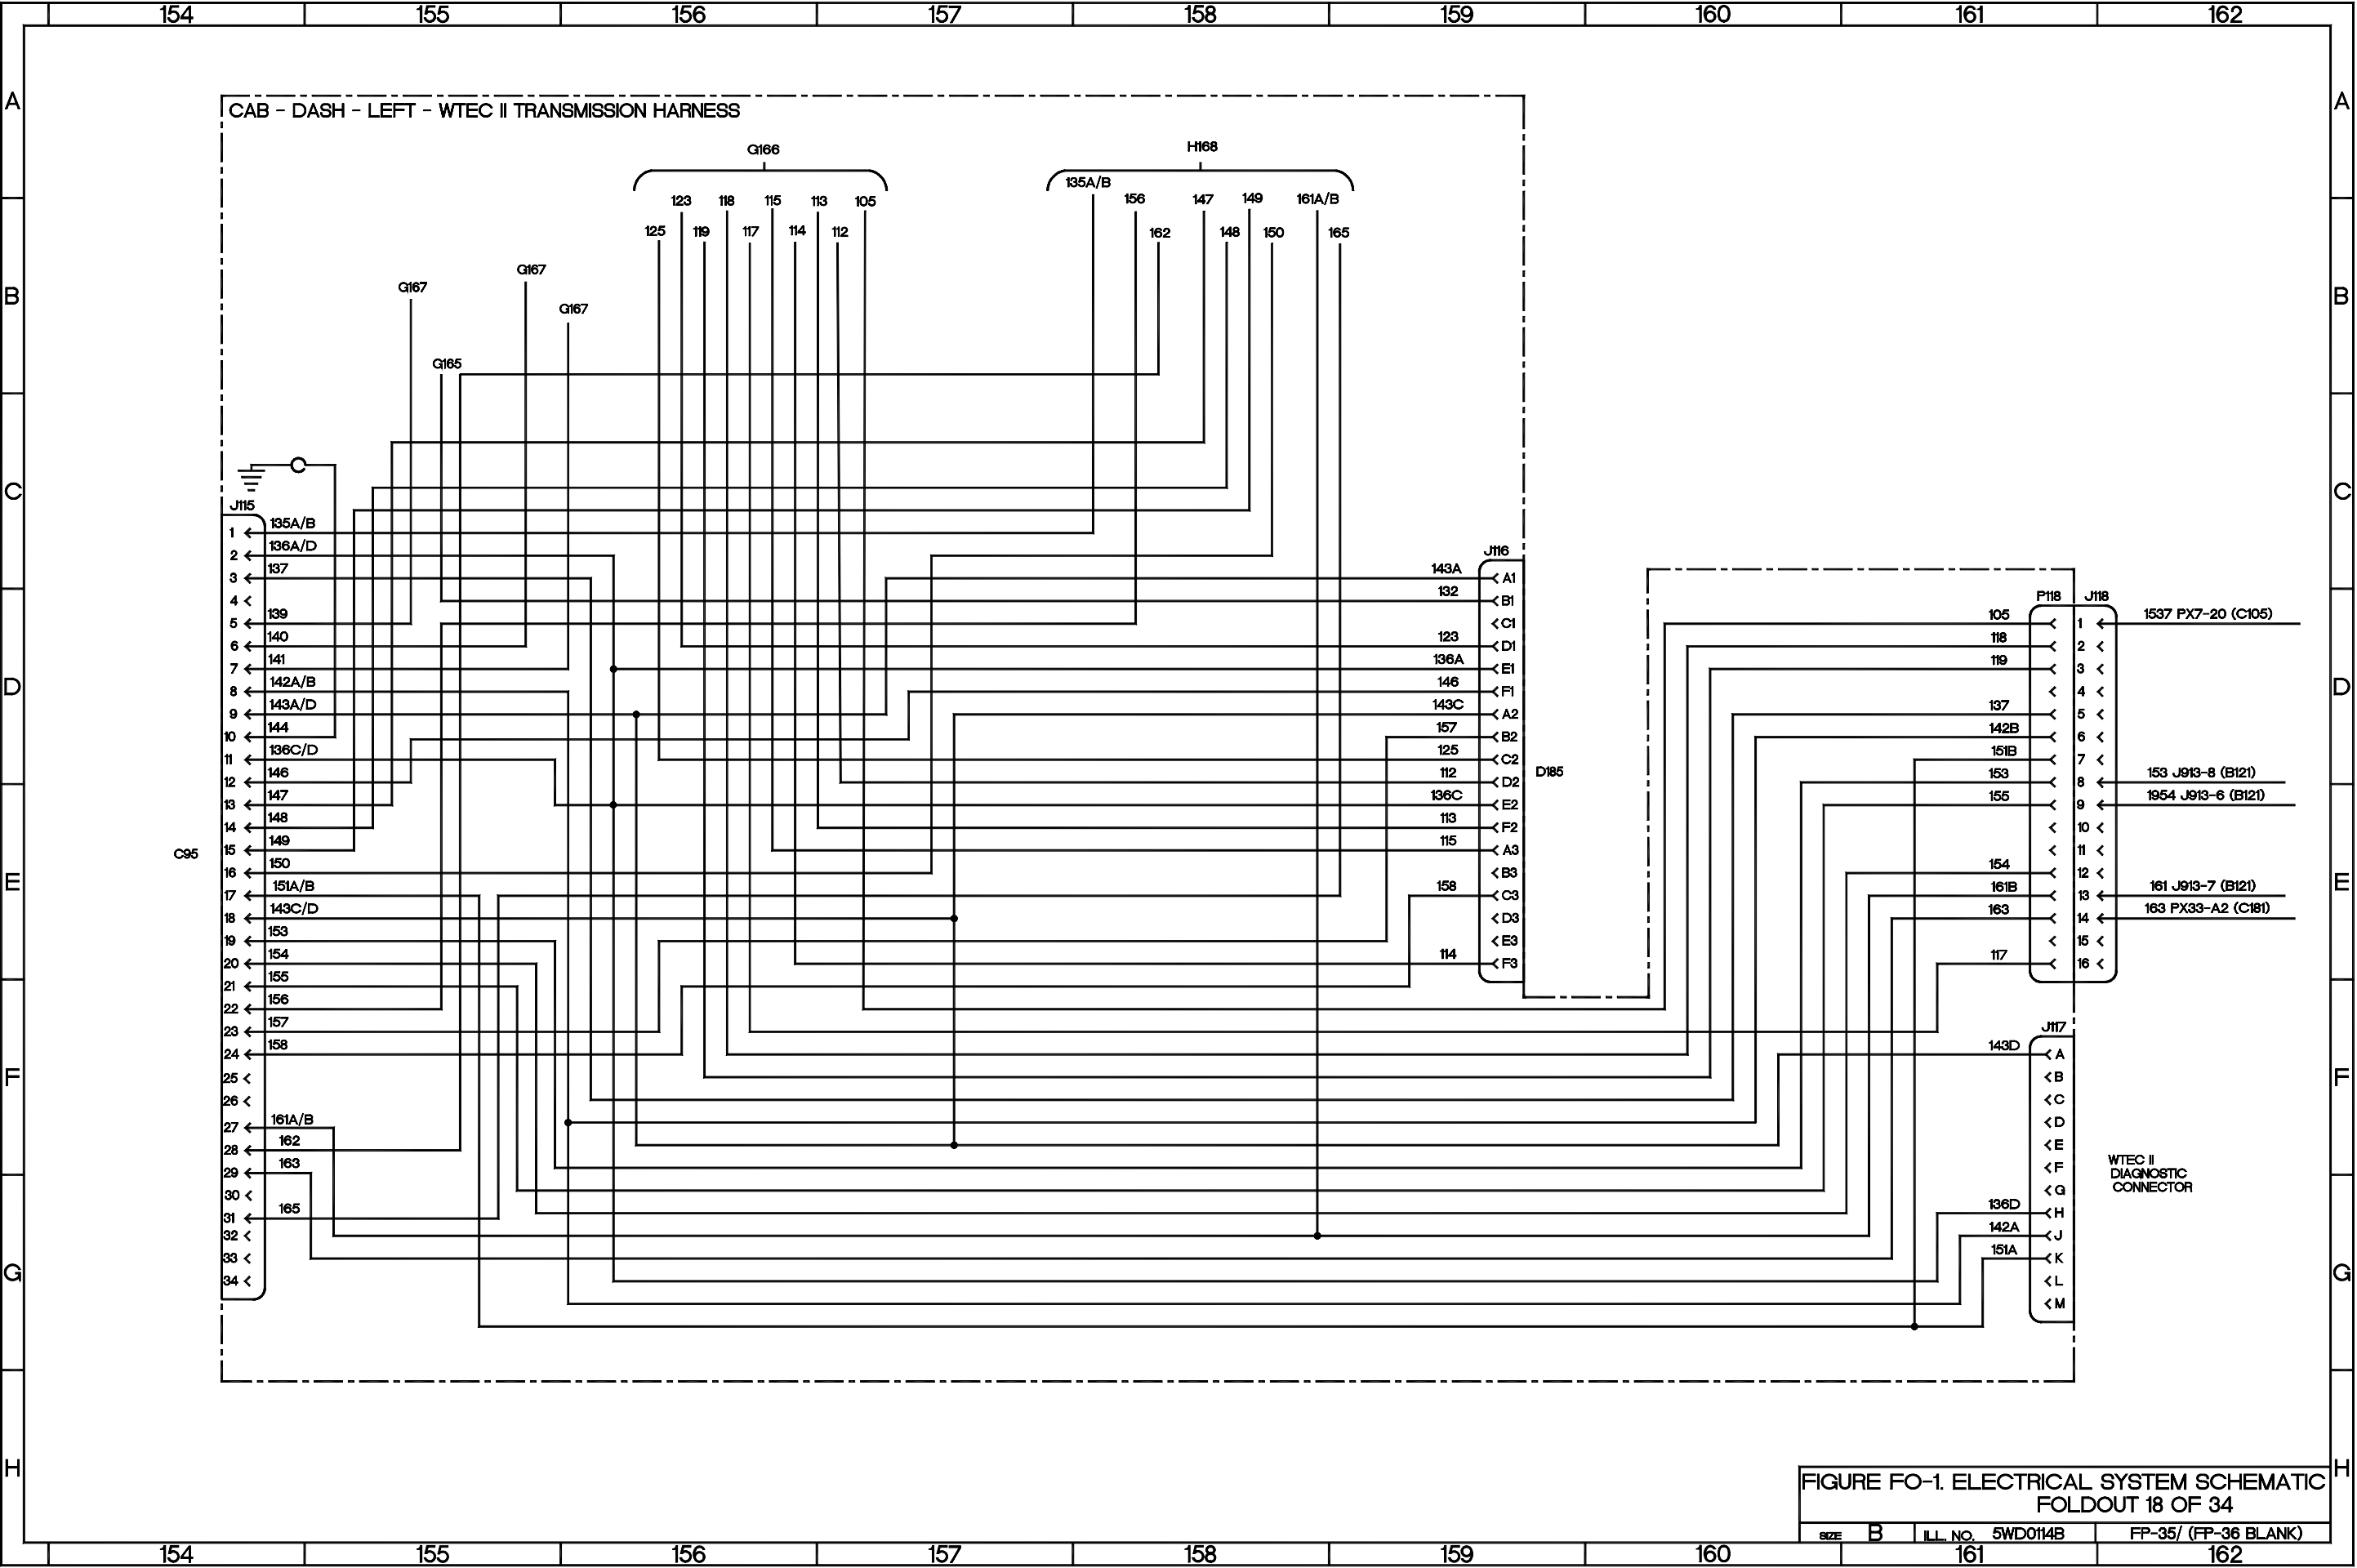 154 155 156 157 158 159 160 161 162
A A
CAB - DASH - LEFT - WTEC II TRANSMISSION HARNESS
G166
H168
135A/B
123 118 115 113 105
156 147 149 161A/B
125 119 117 114 112
162 148 150 165
G167
B B
G167
G167
G165
C C
J115
1 135A/B
2 136A/D
3 137
4
5 139
6 140
7 141
8 142A/B
9 143A/D
10 144
11 136C/D
12 146
13 147
14 148
15 149
16 150
17 151A/B
18 143C/D
19 153
20 154
21 155
22 156
23 157
24 158
25
26
27 161A/B
28 162
29 163
30
31 165
32
33
34
C95
J116
143A A1
132 B1
C1
123 D1
136A E1
146 F1
143C A2
157 B2
125 C2
112 D2
136C E2
113 F2
115 A3
B3
158 C3
D3
E3
114 F3
D185
P118 J118
105 1 1537 PX7-20 (C105)
118 2
119 3
4
137 5
142B 6
151B 7
153 8 153 J913-8 (B121)
155 9 1954 J913-6 (B121)
10
11
154 12
161B 13 161 J913-7 (B121)
163 14 163 PX33-A2 (C181)
15
117 16
J117
143D A
B
C
D
E
F
G
136D H
142A J
151A K
L
M
WTEC II
DIAGNOSTIC
CONNECTOR
D D
E E
F F
G G
H H
FIGURE FO-1. ELECTRICAL SYSTEM SCHEMATIC
FOLDOUT 18 OF 34
SIZE B ILL. NO. 5WD0114B FP-35/ (FP-36 BLANK)
154 155 156 157 158 159 160 161 162